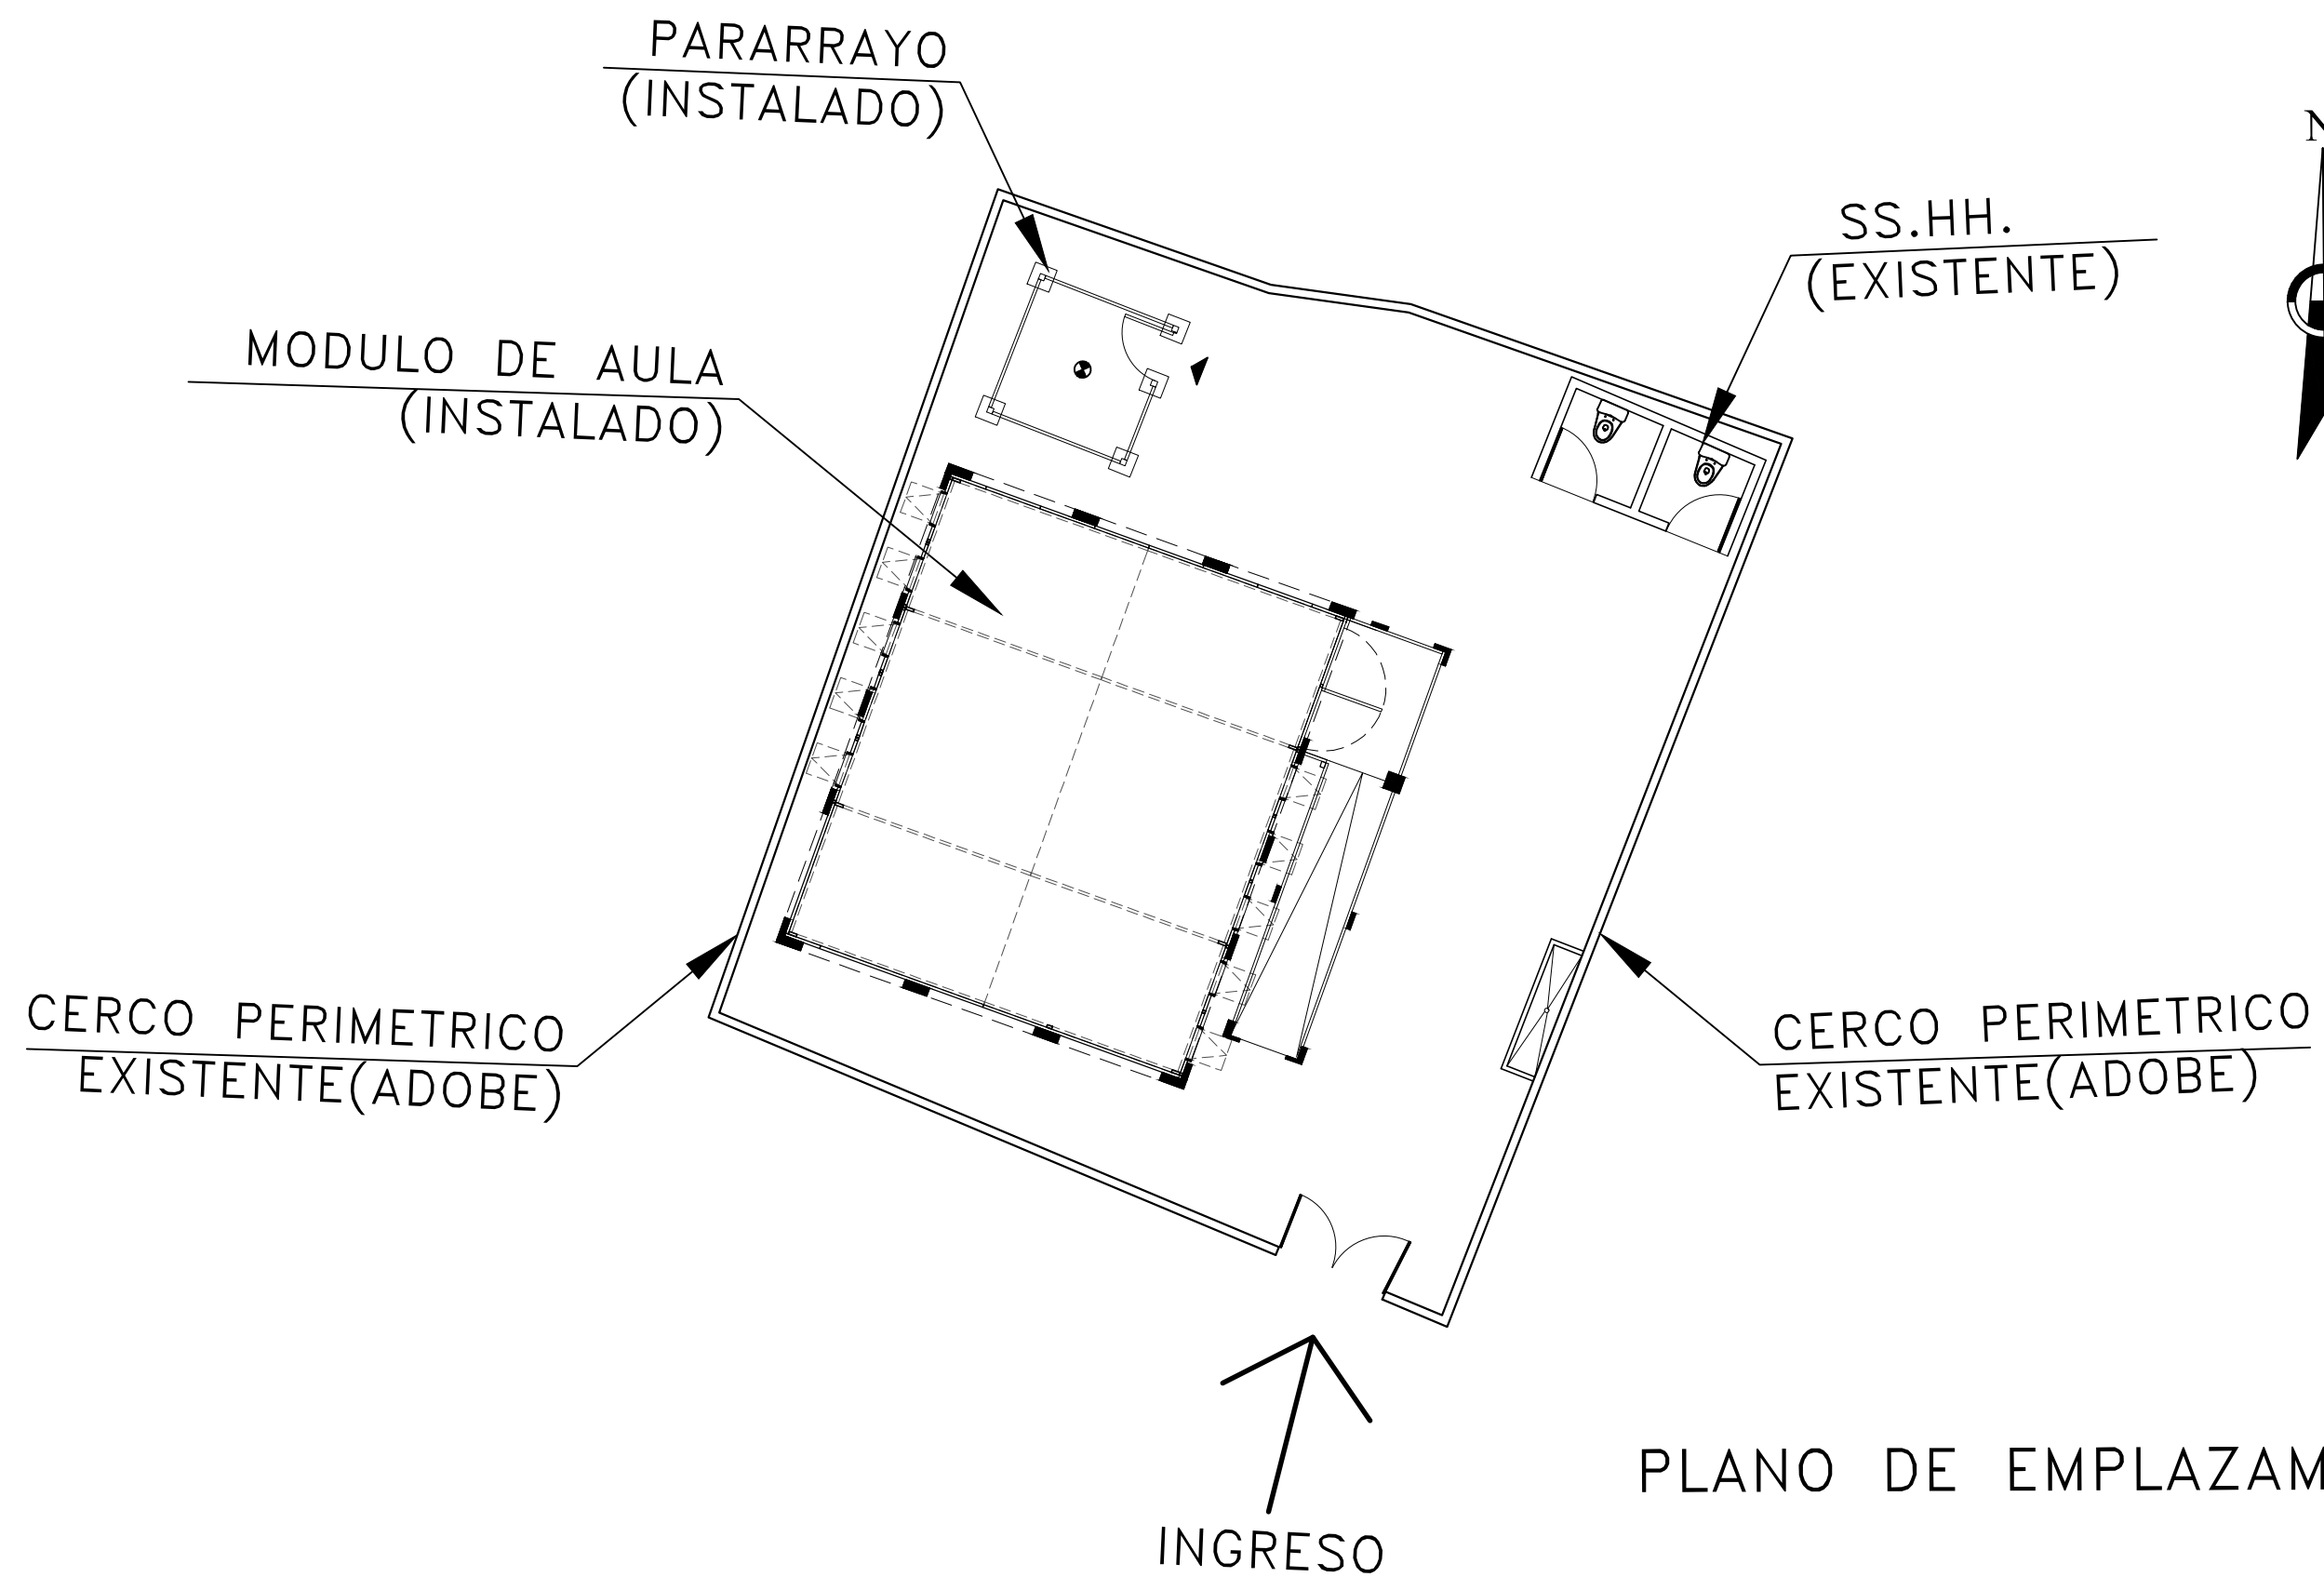 PARARRAYO
(INSTALADO)
N
SS.HH.
(EXISTENTE)
MODULO DE AULA
(INSTALADO)
CERCO PERIMETRICO
EXISTENTE(ADOBE)
CERCO PERIMETRICO
EXISTENTE(ADOBE)
PLANO DE
INGRESO